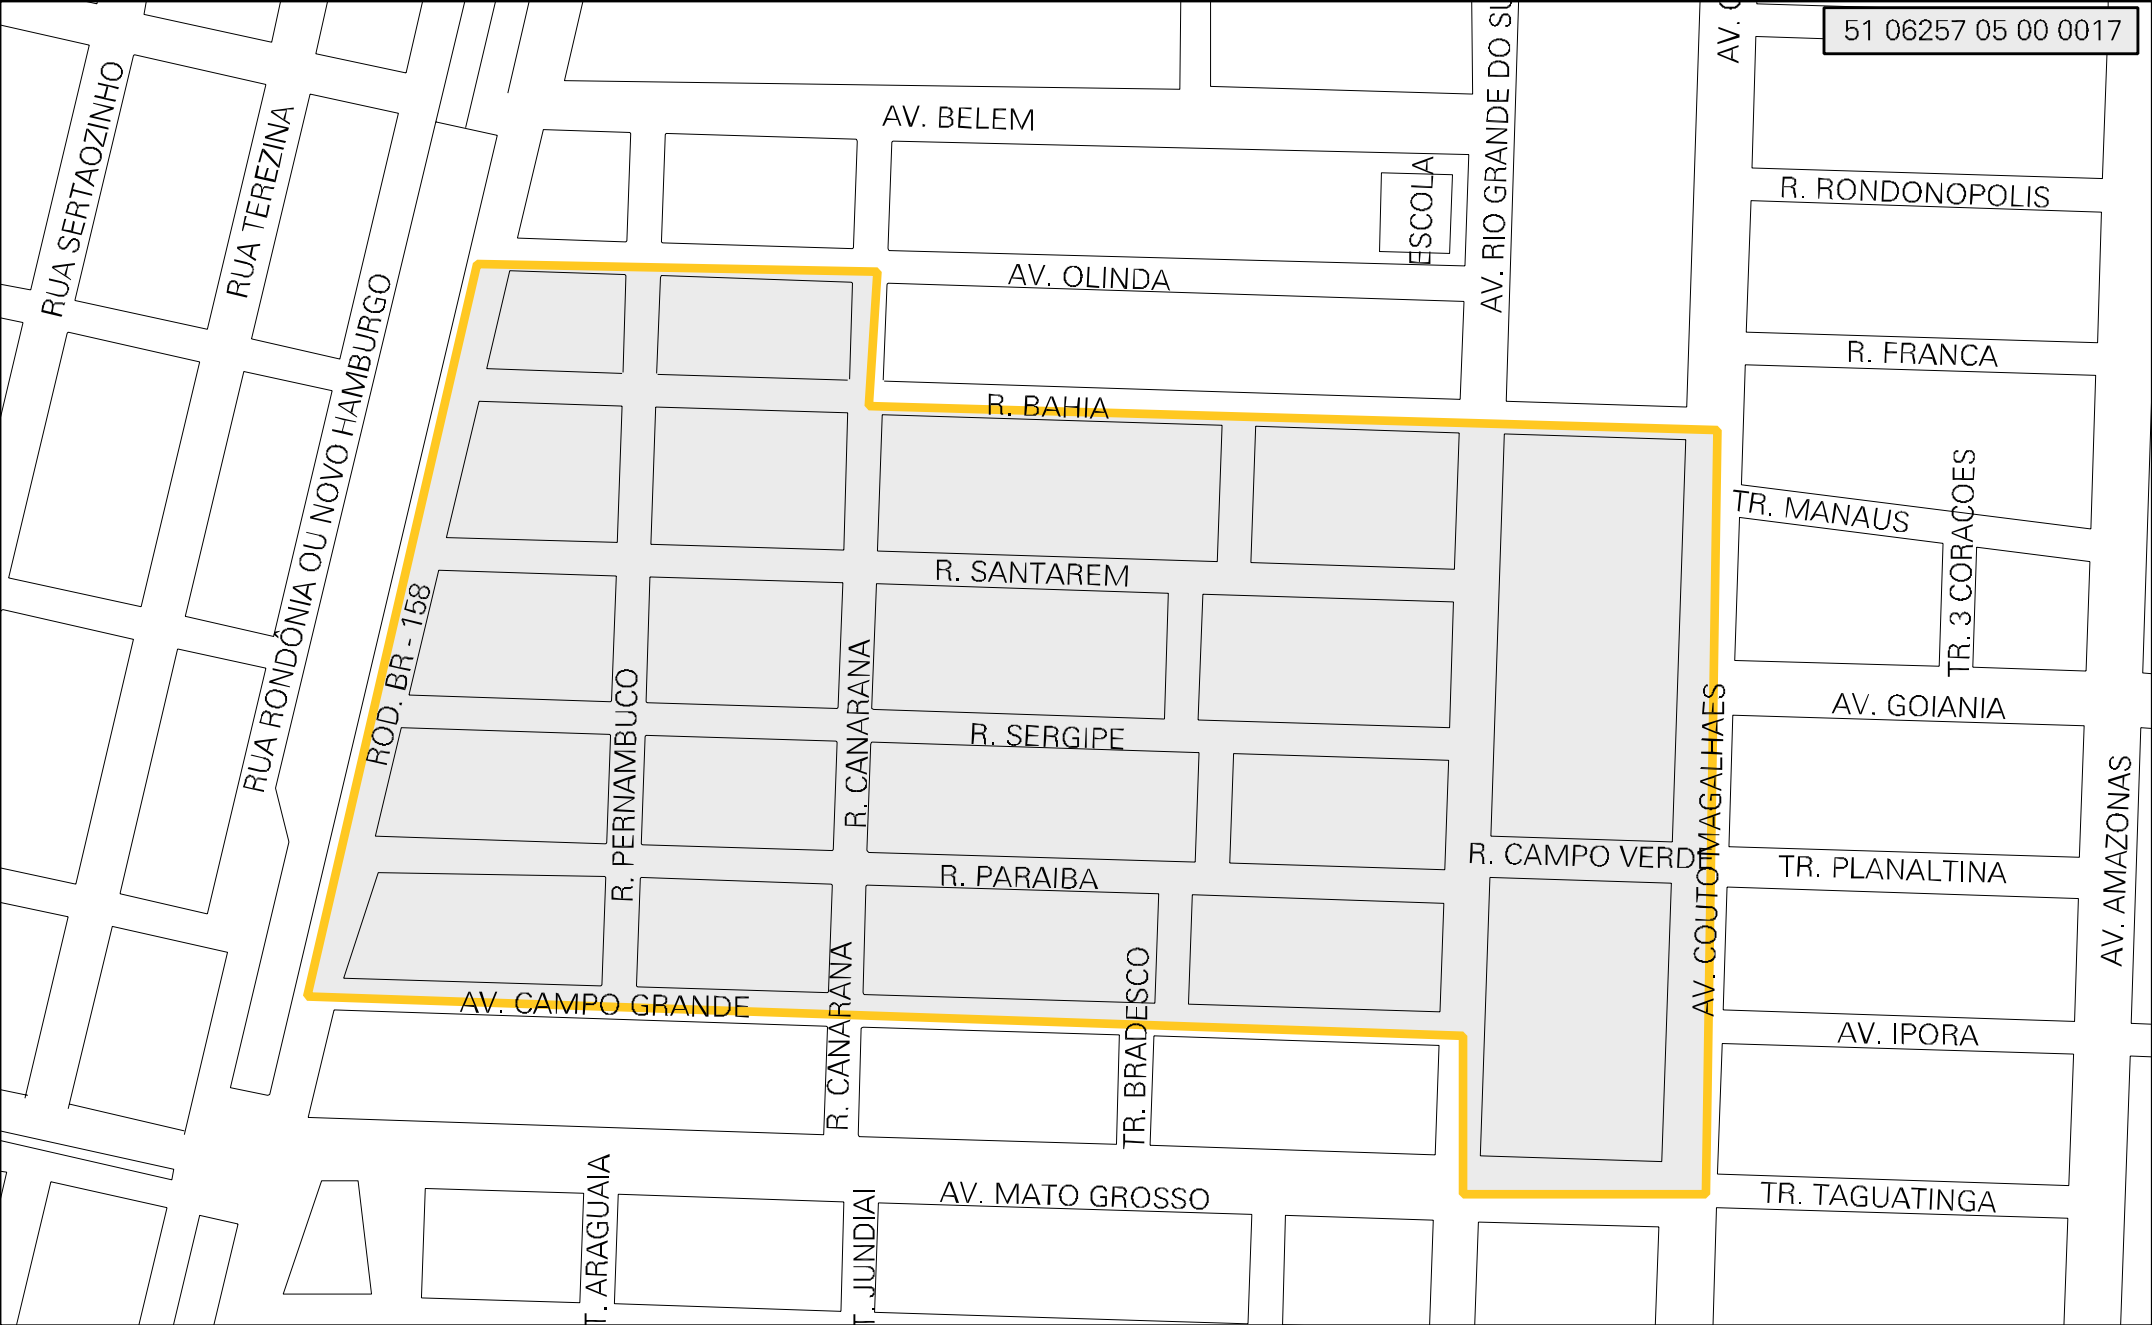 51 06257 05 00 0017
AV. BELEM
RUA SERTAOZINHO
RUA TEREZINA
AV. RIO GRANDE DO
ESCOLA
R. RONDONOPOLIS
AV. OLINDA
R. FRANCA
RUA RONDÔNIA OU NOVO HAMBURGO
R. BAHIA
TR. MANAUS
TR. 3 CORACOES
R. SANTAREM
ROD. BR - 158
R. PERNAMBUCO
R. CANARANA
R. SERGIPE
AV. COUTO MAGALHAES
AV. GOIANIA
AV. AMAZONAS
R. CAMPO VERDE
TR. PLANALTINA
R. PARAIBA
AV. CAMPO GRANDE
R. CANARANA
TR. BRADESCO
AV. IPORA
T. ARAGUAIA
T. JUNDIAI
AV. MATO GROSSO
TR. TAGUATINGA